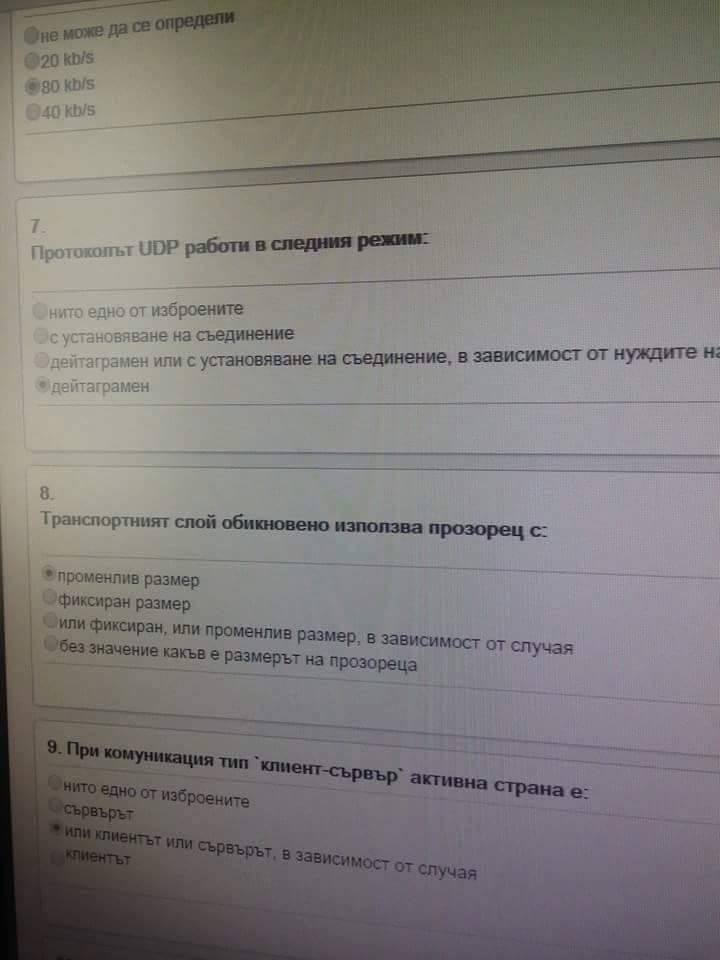 не може да се определи
20 kb/s
80 kb/s
40 kb/s
7.
Протоколът UDP работи в следния режим:
нито едно от изброените
с установяване на съединение
дейтаграмен или с установяване на съединение, в зависимост от нуждите на
дейтаграмен
8.
Транспортният слой обикновено използва прозорец с:
променлив размер
фиксиран размер
или фиксиран, или променлив размер, в зависимост от случая
без значение какъв е размерът на прозореца
9. При комуникация тип `клиент-сървър` активна страна е:
нито едно от изброените
сървърът
или клиентът или сървърът, в зависимост от случая
клиентът